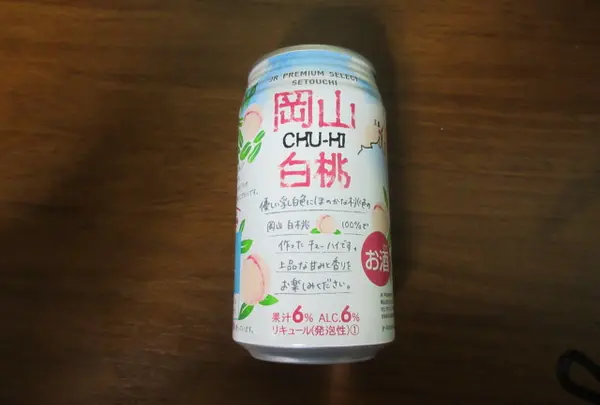 JR PREMIUM SELECT
SETOUCHI
岡山
CHU-HI
白桃
優しい乳白色にほのかな桃色の
岡山 白桃 100%で
作ったチューハイです。
上品な甘みと香りを
お楽しみください。
お酒
果汁6% ALC.6%
リキュール(発泡性)①